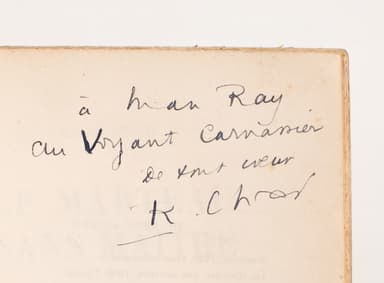 à Man Ray
au Voyant Carnassier
De tout cœur
R. Char